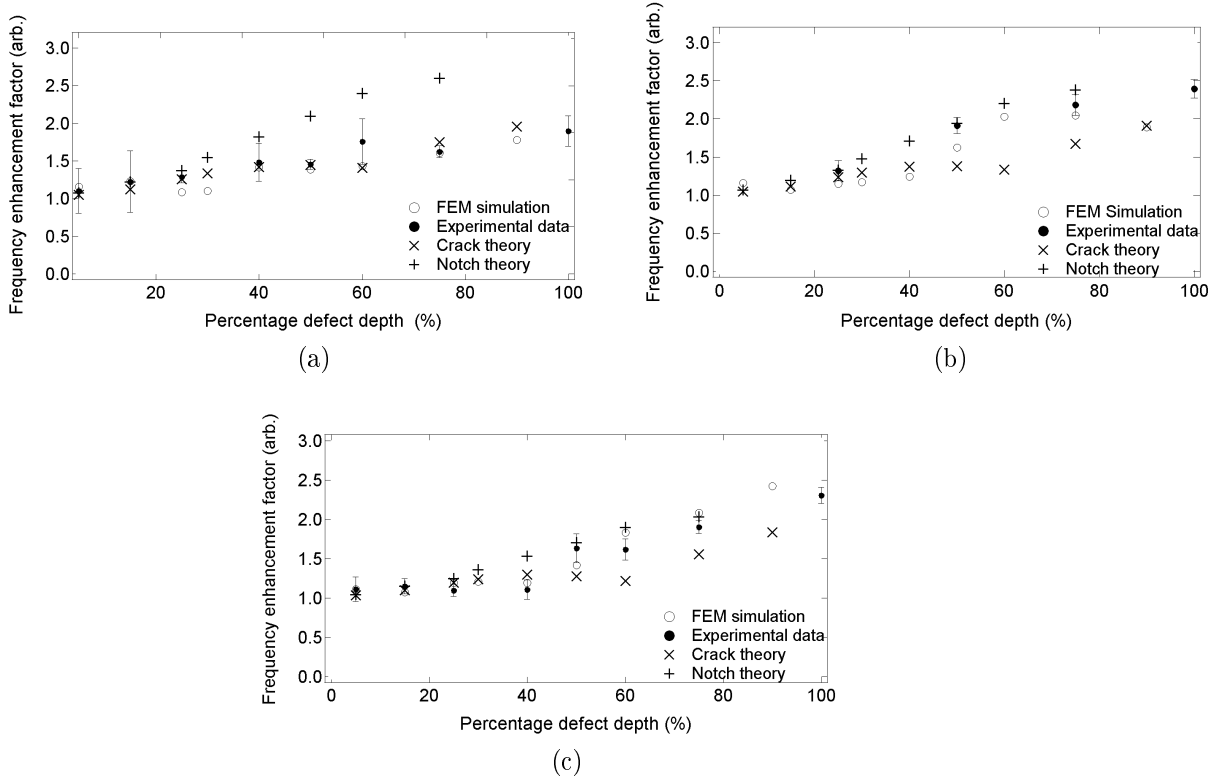 Frequency enhancement factor (arb.)
3.0
2.5
2.0
1.5
1.0
0.5
0.0
FEM simulation
Experimental data
Crack theory
Notch theory
20 40 60 80 100
Percentage defect depth (%)
(a)
Frequency enhancement factor (arb.)
3.0
2.5
2.0
1.5
1.0
0.5
0.0
FEM Simulation
Experimental data
Crack theory
Notch theory
0 20 40 60 80 100
Percentage defect depth (%)
(b)
Frequency enhancement factor (arb.)
3.0
2.5
2.0
1.5
1.0
0.5
0.0
FEM simulation
Experimental data
Crack theory
Notch theory
0 20 40 60 80 100
Percentage defect depth (%)
(c)